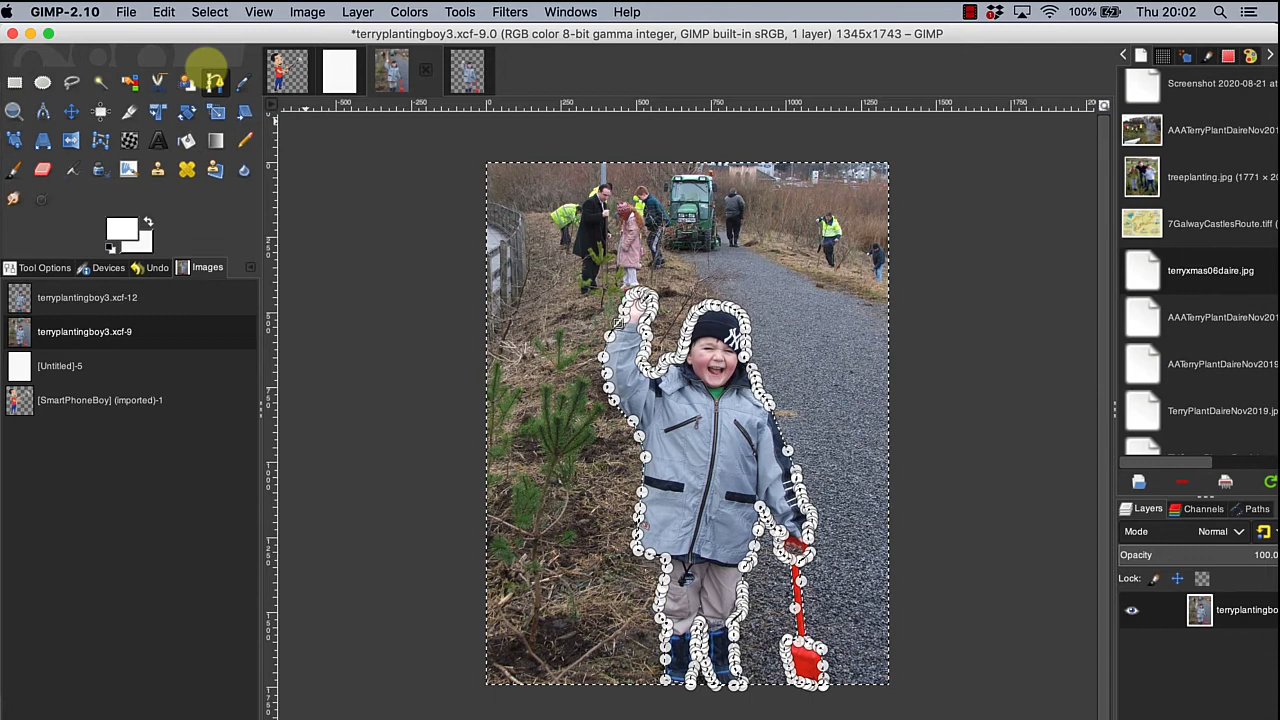 GIMP-2.10 File Edit Select View Image Layer Colors Tools Filters Windows Help 100% Thu 20:02
*terryplantingboy3.xcf-9.0 (RGB color 8-bit gamma integer, GIMP built-in sRGB, 1 layer) 1345x1743 – GIMP
-500 -250 0 250 500 750 1000 1250 1500 1750
Screenshot 2020-08-21 at
AAATerryPlantDaireNov2
treeplanting.jpg (1771 × 20
7GalwayCastlesRoute.tiff (
Tool Options Devices Undo Images
terryxmas06daire.jpg
terryplantingboy3.xcf-12
AAATerryPlantDaireNov2
terryplantingboy3.xcf-9
[Untitled]-5
AATerryPlantDaireNov2
[SmartPhoneBoy] (imported)-1
TerryPlantDaireNov2019.jp
Layers Channels Paths
Mode Normal
Opacity 100.0
Lock:
terryplantingbo